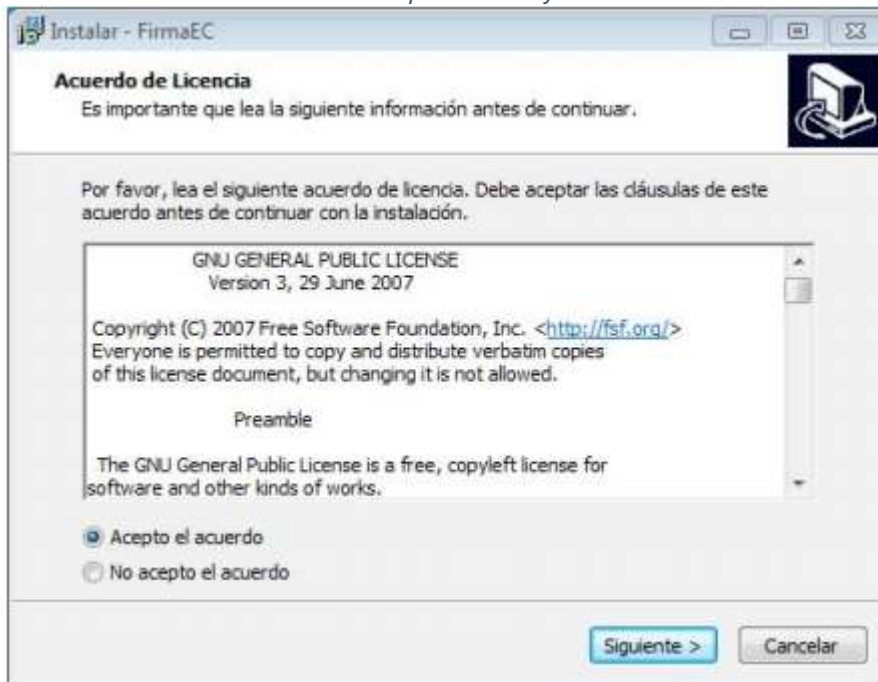 Instalar - FirmaEC
Acuerdo de Licencia
Es importante que lea la siguiente información antes de continuar.
Por favor, lea el siguiente acuerdo de licencia. Debe aceptar las cláusulas de este
acuerdo antes de continuar con la instalación.
GNU GENERAL PUBLIC LICENSE
Version 3, 29 June 2007
Copyright (C) 2007 Free Software Foundation, Inc. <http://fsf.org/>
Everyone is permitted to copy and distribute verbatim copies
of this license document, but changing it is not allowed.
Preamble
The GNU General Public License is a free, copyleft license for
software and other kinds of works.
Acepto el acuerdo
No acepto el acuerdo
Siguiente >
Cancelar